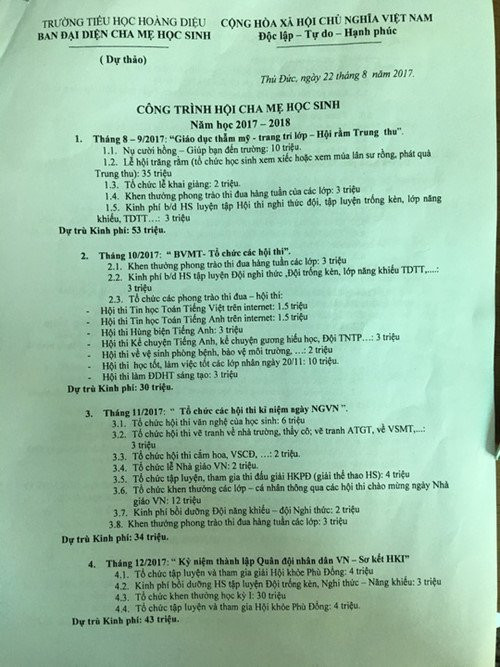 TRƯỜNG TIỂU HỌC HOÀNG DIỆU CỘNG HÒA XÃ HỘI CHỦ NGHĨA VIỆT NAM
BAN ĐẠI DIỆN CHA MẸ HỌC SINH Độc lập – Tự do – Hạnh phúc
( Dự thảo)
Thủ Đức, ngày 22 tháng 8 năm 2017.
CÔNG TRÌNH HỘI CHA MẸ HỌC SINH
Năm học 2017 – 2018
1. Tháng 8 – 9/2017: “Giáo dục thẩm mỹ - trang trí lớp – Hội rằm Trung thu”.
1.1. Nụ cười hồng – Giúp bạn đến trường: 10 triệu.
1.2. Lễ hội trăng rằm (tổ chức học sinh xem xiếc hoặc xem múa lân sư rồng, phát quà
Trung thu): 35 triệu
1.3. Tổ chức lễ khai giảng: 2 triệu.
1.4. Khen thưởng phong trào thi đua hàng tuần của các lớp: 3 triệu
1.5. Kinh phí b/d HS luyện tập Hội thi nghi thức đội, tập luyện trống kèn, lớp năng
khiếu, TDTT…: 3 triệu
Dự trù Kinh phí: 53 triệu.
2. Tháng 10/2017: “ BVMT- Tổ chức các hội thi”.
2.1. Khen thưởng phong trào thi đua hàng tuần các lớp: 3 triệu
2.2. Kinh phí b/d HS tập luyện Đội nghi thức ,Đội trống kèn, lớp năng khiếu TDTT,....:
3 triệu
2.3. Tổ chức các phong trào thi đua – hội thi:
- Hội thi Tin học Toán Tiếng Việt trên internet: 1.5 triệu
- Hội thi Tin học Toán Tiếng Anh trên internet: 1.5 triệu
- Hội thi Hùng biện Tiếng Anh: 3 triệu
- Hội thi Kể chuyện Tiếng Anh, kể chuyện gương hiếu học, Đội TNTP…: 3 triệu
- Hội thi về vệ sinh phòng bệnh, bảo vệ môi trường, …: 2 triệu
- Hội thi học tốt, làm việc tốt các lớp nhân ngày 20/11: 10 triệu.
- Hội thi làm ĐDHT sáng tạo: 3 triệu
Dự trù Kinh phí: 30 triệu.
3. Tháng 11/2017: “ Tổ chức các hội thi kỉ niệm ngày NGVN ”.
3.1. Tổ chức hội thi văn nghệ của học sinh: 6 triệu
3.2. Tổ chức hội thi vẽ tranh về nhà trường, thầy cô; vẽ tranh ATGT, vẽ VSMT,...:
3 triệu
3.3. Tổ chức hội thi cắm hoa, VSCĐ, …: 2 triệu.
3.4. Tổ chức lễ Nhà giáo VN: 2 triệu.
3.5. Tổ chức tập luyện, tham gia thi đấu giải HKPĐ (giải thể thao HS): 4 triệu
3.6. Tổ chức khen thưởng các lớp – cá nhân thông qua các hội thi chào mừng ngày Nhà
giáo VN: 12 triệu
3.7. Kinh phí bồi dưỡng Đội năng khiếu – đội Nghi thức: 2 triệu
3.8. Khen thưởng phong trào thi đua hàng tuần các lớp: 3 triệu
Dự trù Kinh phí: 34 triệu.
4. Tháng 12/2017: “ Kỷ niệm thành lập Quân đội nhân dân VN – Sơ kết HKI”
4.1. Tổ chức tập luyện và tham gia giải Hội khỏe Phù Đổng: 4 triệu
4.2. Kinh phí bồi dưỡng HS tập luyện Đội trống kèn, Nghi thức – Năng khiếu: 3 triệu
4.3. Tổ chức khen thưởng học kỳ I: 30 triệu
4.4. Tổ chức tập luyện và tham gia Hội khỏe Phù Đổng: 4 triệu.
Dự trù Kinh phí: 43 triệu.